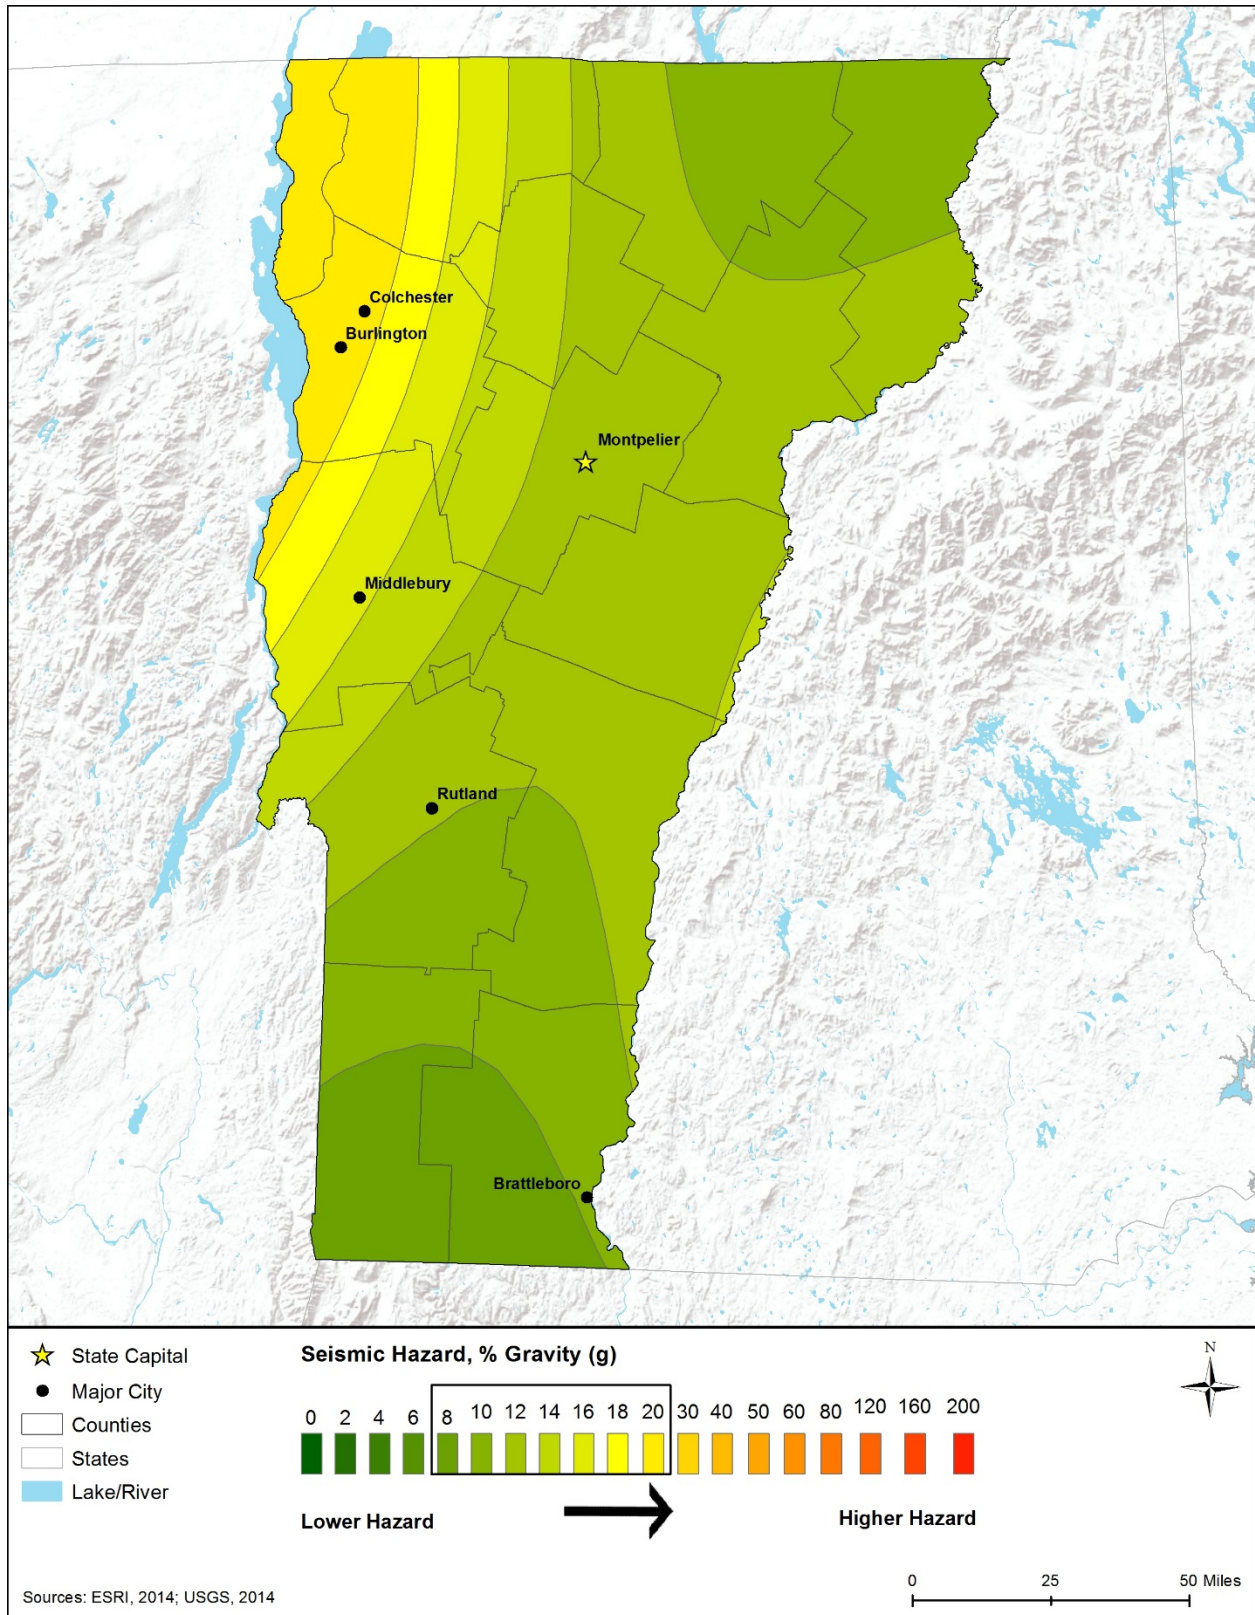 Colchester
Burlington
Montpelier
Middlebury
Rutland
Brattleboro
State Capital
Major City
Counties
States
Lake/River
Seismic Hazard, % Gravity (g)
0 2 4 6 8 10 12 14 16 18 20 30 40 50 60 80 120 160 200
Lower Hazard
Higher Hazard
N
Sources: ESRI, 2014; USGS, 2014
0 25 50 Miles